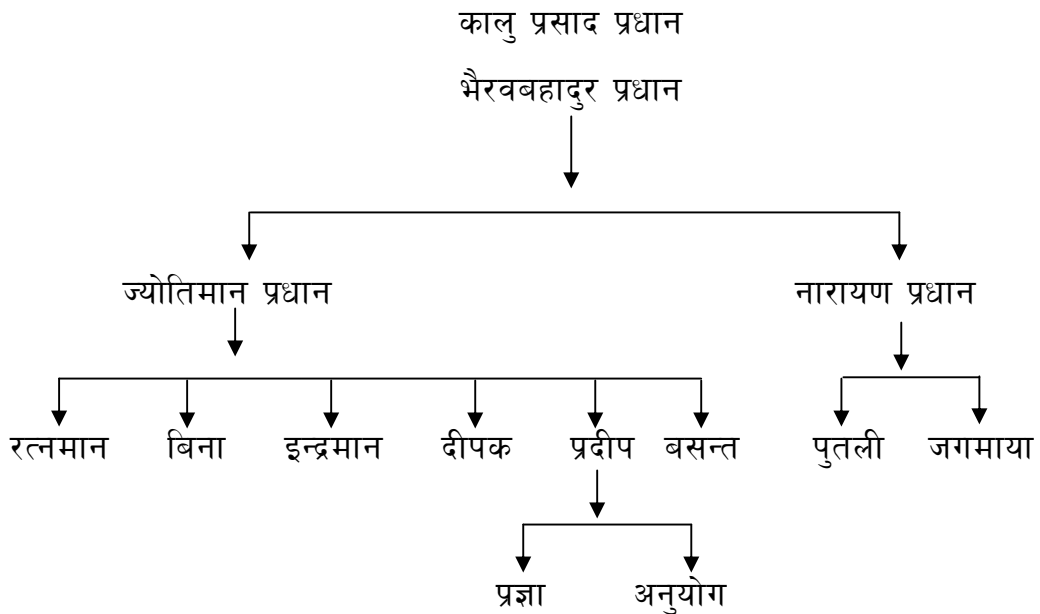 कालु प्रसाद प्रधान
भैरवबहादुर प्रधान
ज्योतिमान प्रधान नारायण प्रधान
रत्नमान बिना इन्द्रमान दीपक प्रदीप बसन्त पुतली जगमाया
प्रज्ञा अनुयोग